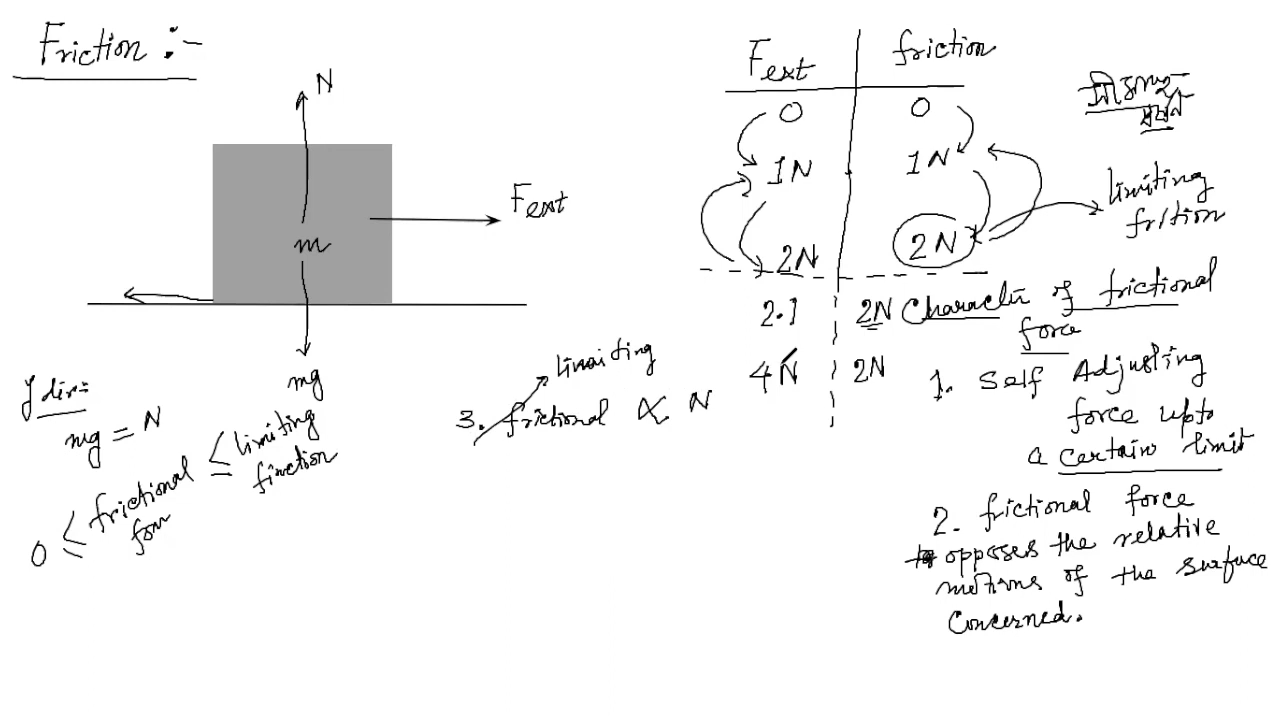 Friction :-
N
Fext
m
mg
y dirⁿ:
mg = N
0 ≤ frictional ≤ limiting
friction
3. frictional ∝ N
limiting
Fext friction
0 0
1N 1N
2N 2N
2.1 2N
4N 2N
limiting
friction
Character of frictional
force
1. Self Adjusting
force upto
a certain limit
2. frictional force
opposes the relative
motions of the surface
concerned.